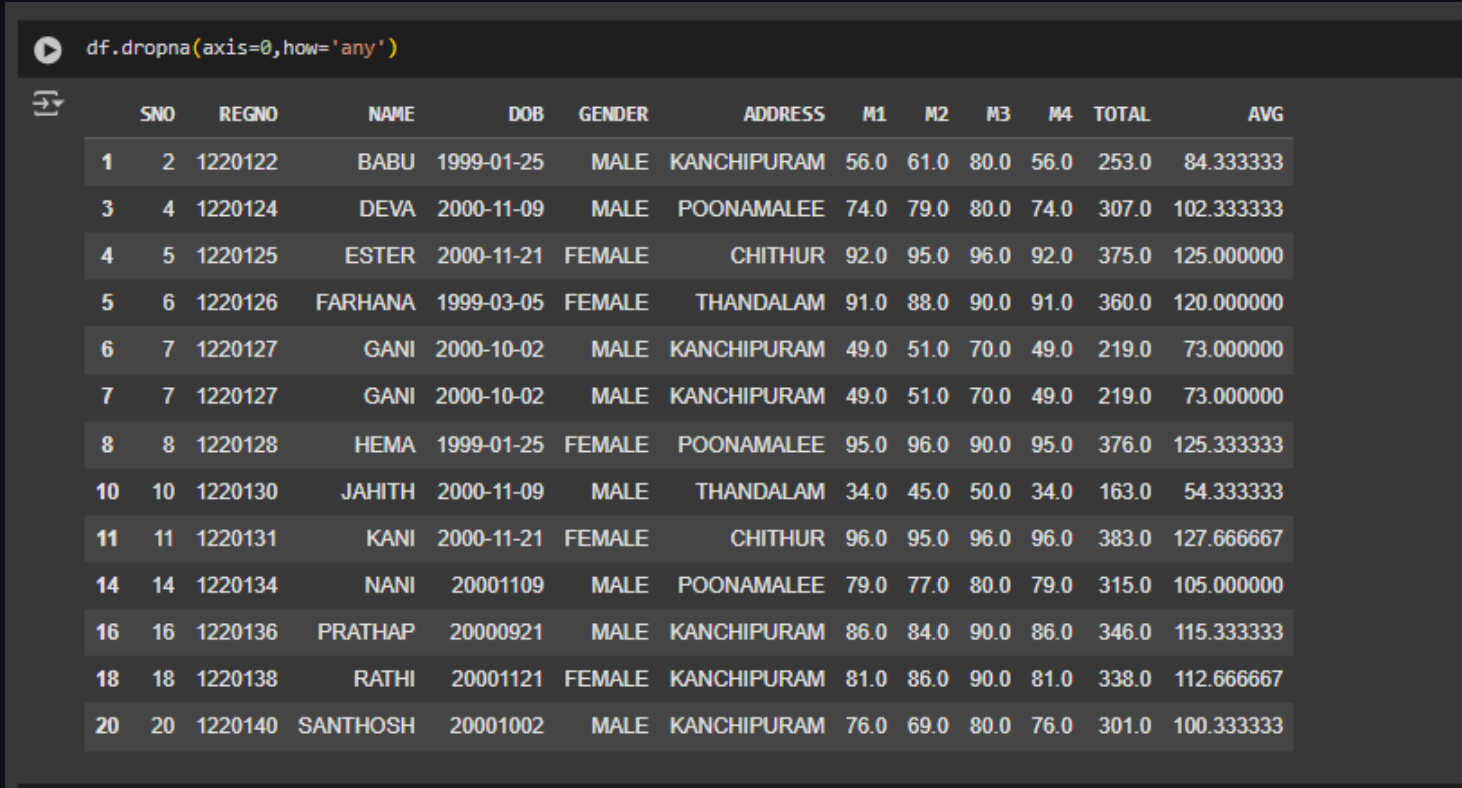 df.dropna(axis=0,how='any')
SNO REGNO NAME DOB GENDER ADDRESS M1 M2 M3 M4 TOTAL AVG
1 2 1220122 BABU 1999-01-25 MALE KANCHIPURAM 56.0 61.0 80.0 56.0 253.0 84.333333
3 4 1220124 DEVA 2000-11-09 MALE POONAMALEE 74.0 79.0 80.0 74.0 307.0 102.333333
4 5 1220125 ESTER 2000-11-21 FEMALE CHITHUR 92.0 95.0 96.0 92.0 375.0 125.000000
5 6 1220126 FARHANA 1999-03-05 FEMALE THANDALAM 91.0 88.0 90.0 91.0 360.0 120.000000
6 7 1220127 GANI 2000-10-02 MALE KANCHIPURAM 49.0 51.0 70.0 49.0 219.0 73.000000
7 7 1220127 GANI 2000-10-02 MALE KANCHIPURAM 49.0 51.0 70.0 49.0 219.0 73.000000
8 8 1220128 HEMA 1999-01-25 FEMALE POONAMALEE 95.0 96.0 90.0 95.0 376.0 125.333333
10 10 1220130 JAHITH 2000-11-09 MALE THANDALAM 34.0 45.0 50.0 34.0 163.0 54.333333
11 11 1220131 KANI 2000-11-21 FEMALE CHITHUR 96.0 95.0 96.0 96.0 383.0 127.666667
14 14 1220134 NANI 20001109 MALE POONAMALEE 79.0 77.0 80.0 79.0 315.0 105.000000
16 16 1220136 PRATHAP 20000921 MALE KANCHIPURAM 86.0 84.0 90.0 86.0 346.0 115.333333
18 18 1220138 RATHI 20001121 FEMALE KANCHIPURAM 81.0 86.0 90.0 81.0 338.0 112.666667
20 20 1220140 SANTHOSH 20001002 MALE KANCHIPURAM 76.0 69.0 80.0 76.0 301.0 100.333333